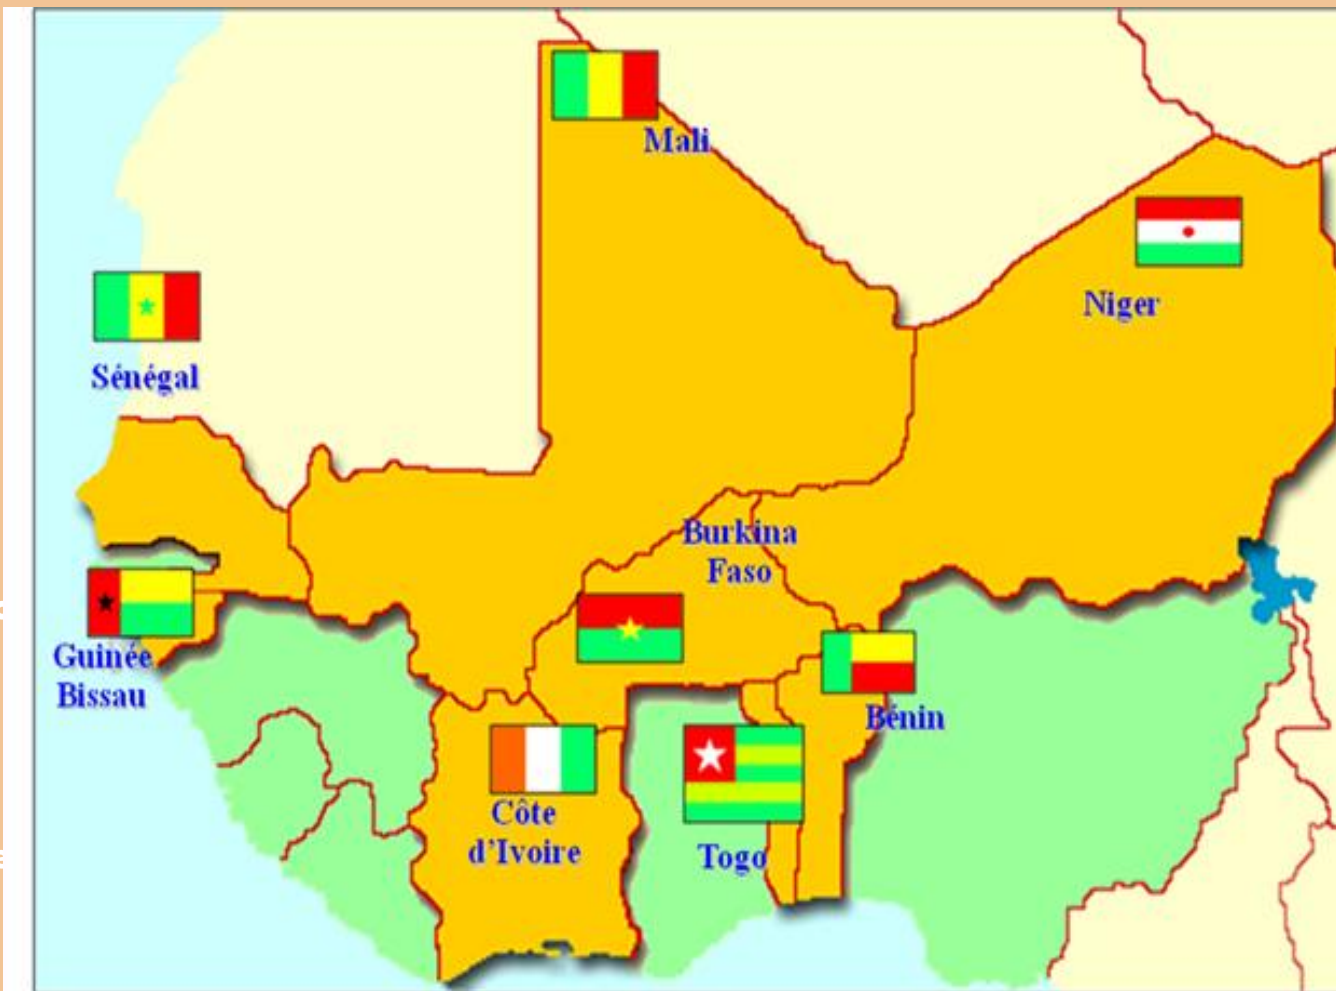 Mali
Niger
Sénégal
Burkina
Faso
Guinée
Bissau
Bénin
Côte
d'Ivoire
Togo